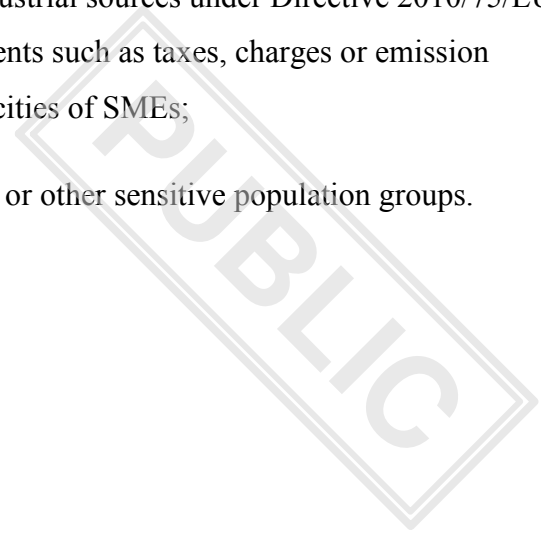 ustrial sources under Directive 2010/75/
ents such as taxes, charges or emission
cities of SMEs;
or other sensitive population groups.
PUBLIC